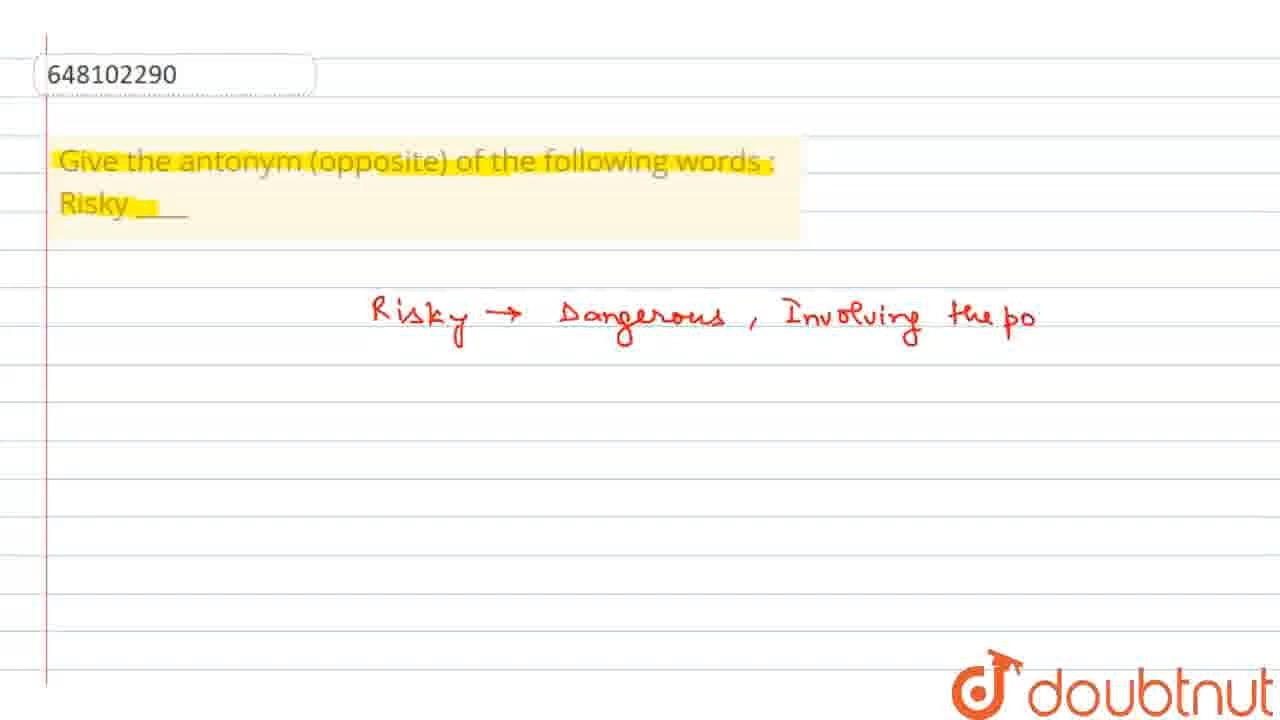 648102290
Give the antonym (opposite) of the following words :
Risky ____
Risky → Dangerous , Involving the po
doubtnut